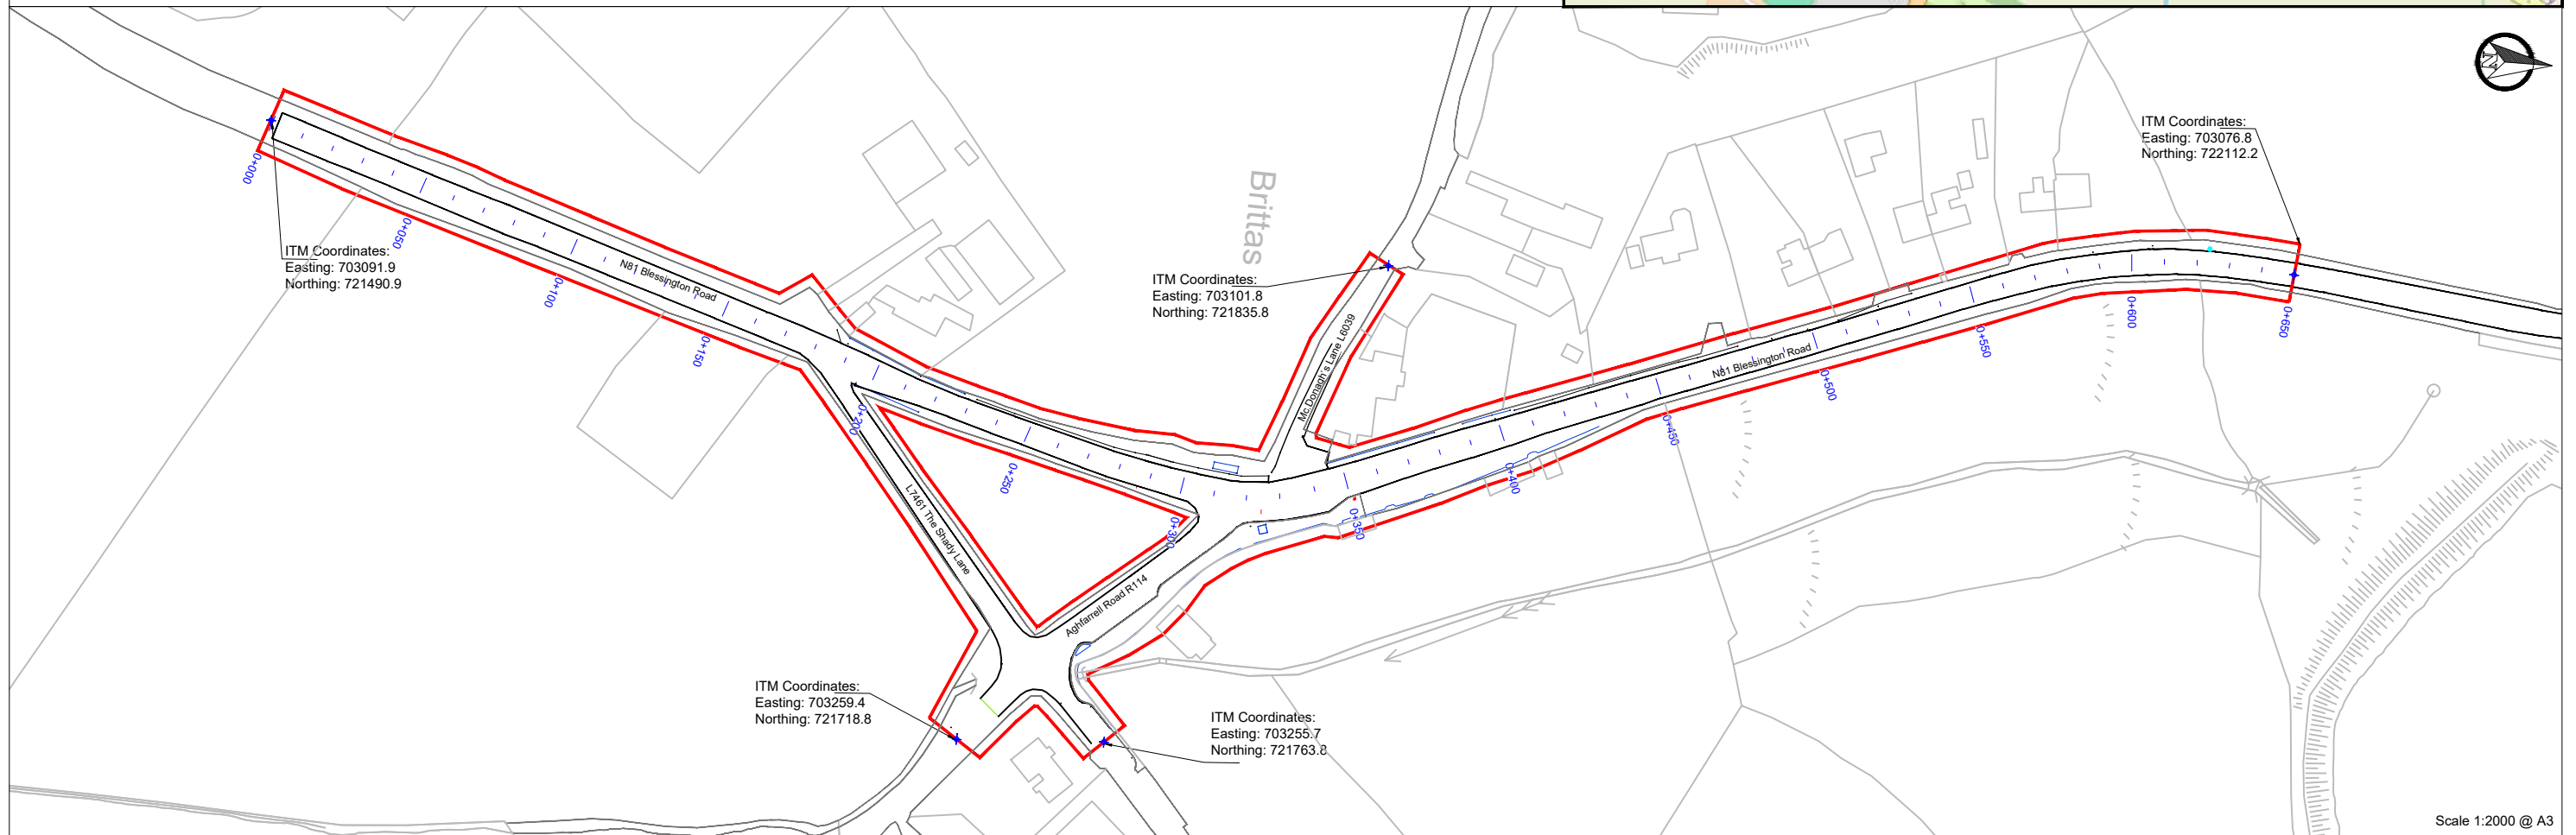 ITM Coordinates:
Easting: 703091.9
Northing: 721490.9
0+000
0+050
0+100
0+150
0+200
0+250
0+300
0+350
0+400
0+450
0+500
0+550
0+600
0+650
N81 Blessington Road
Brittas
ITM Coordinates:
Easting: 703101.8
Northing: 721835.8
Mc.Donagh's Lane L6039
N81 Blessington Road
ITM Coordinates:
Easting: 703076.8
Northing: 722112.2
N
L7461 The Shady Lane
Aghfarrell Road R114
ITM Coordinates:
Easting: 703259.4
Northing: 721718.8
ITM Coordinates:
Easting: 703255.7
Northing: 721763.8
Scale 1:2000 @ A3